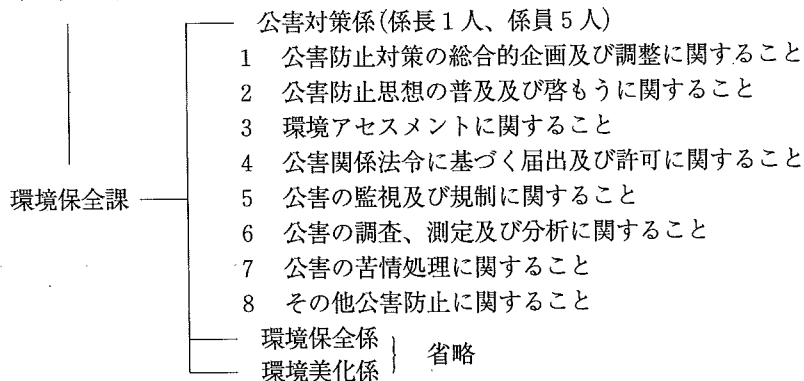 公害対策係(係長1人、係員5人)
1 公害防止対策の総合的企画及び調整に関すること
2 公害防止思想の普及及び啓もうに関すること
3 環境アセスメントに関すること
4 公害関係法令に基づく届出及び許可に関すること
環境保全課 5 公害の監視及び規制に関すること
6 公害の調査、測定及び分析に関すること
7 公害の苦情処理に関すること
8 その他公害防止に関すること
環境保全係
環境美化係 省略